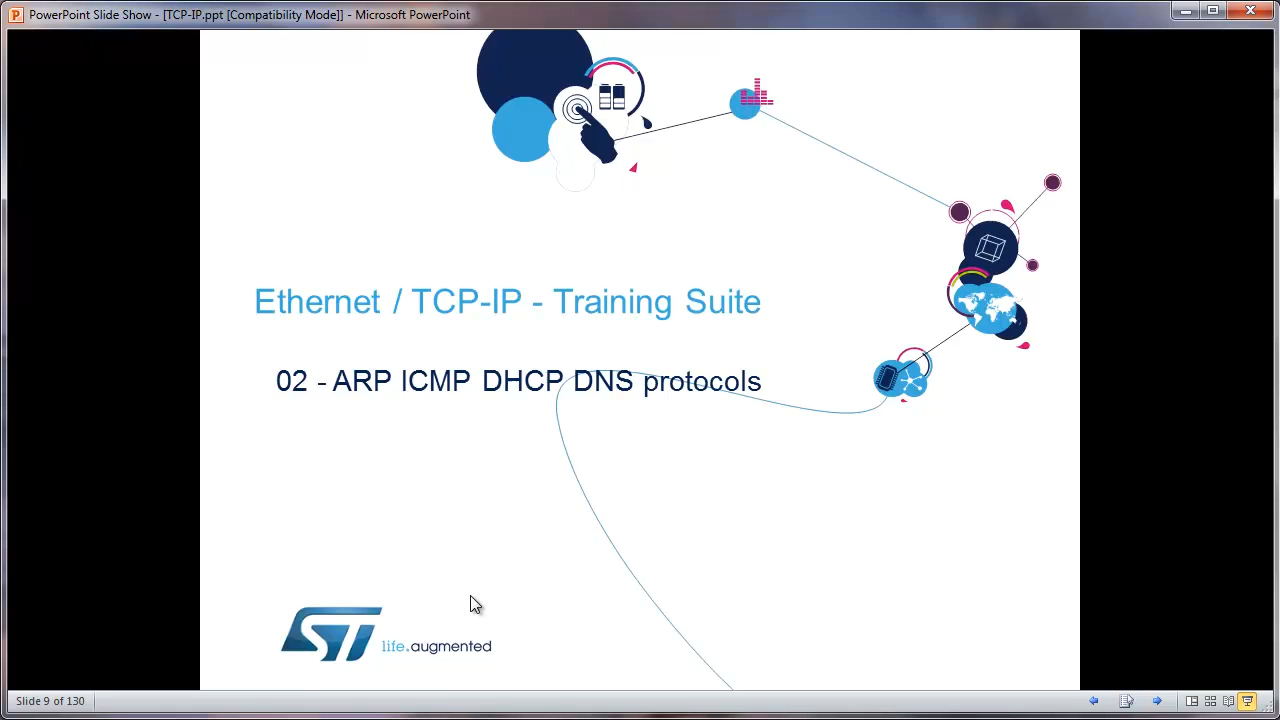 PowerPoint Slide Show - [TCP-IP.ppt [Compatibility Mode]] - Microsoft PowerPoint
Ethernet / TCP-IP - Training Suite
02 - ARP ICMP DHCP DNS protocols
ST life.augmented
Slide 9 of 130